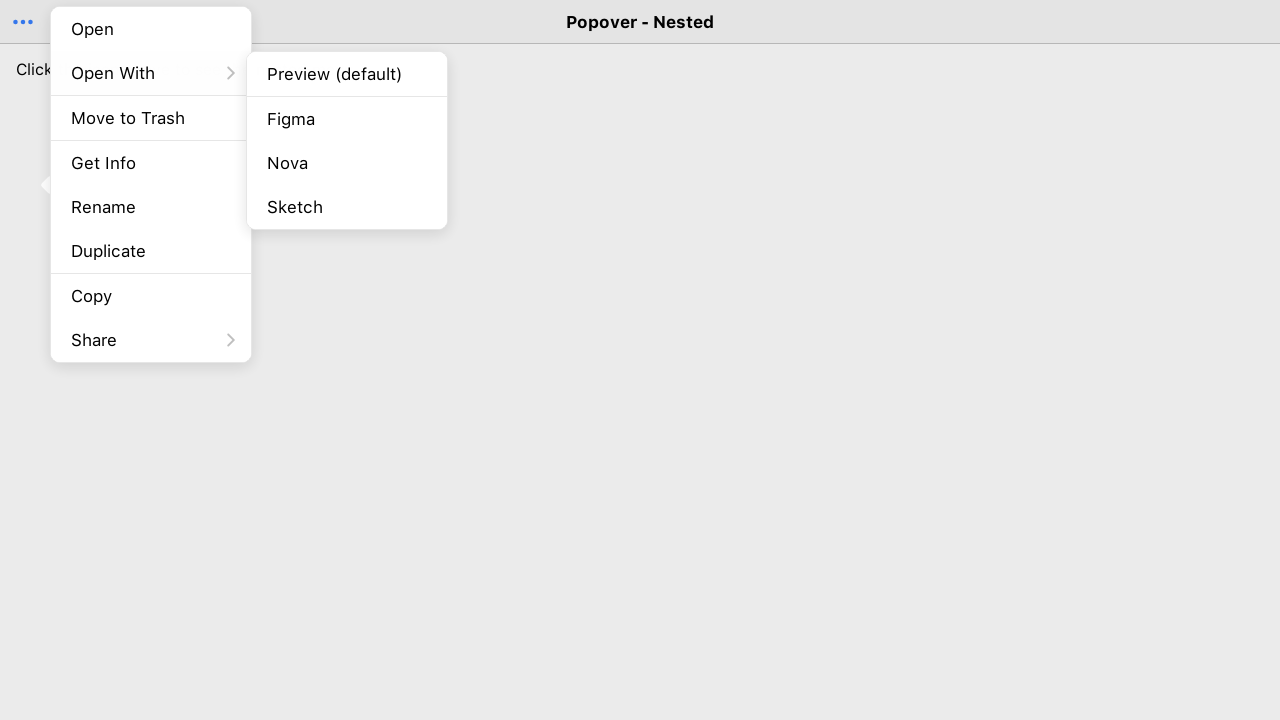 Popover - Nested
Click
Open
Open With
Move to Trash
Get Info
Rename
Duplicate
Copy
Share
Preview (default)
Figma
Nova
Sketch